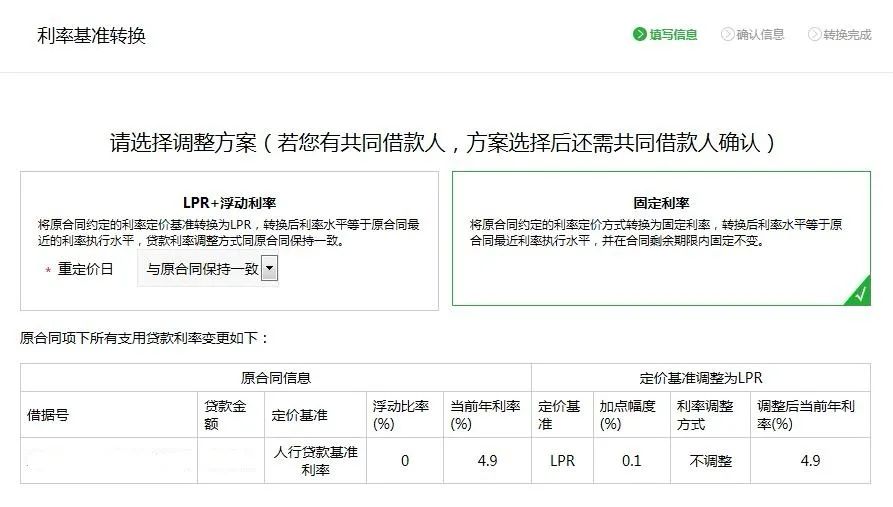 利率基准转换
填写信息
确认信息
转换完成
请选择调整方案（若您有共同借款人，方案选择后还需共同借款人确认）
LPR+浮动利率
将原合同约定的利率定价基准转换为LPR，转换后利率水平等于原合同最
近的利率执行水平，贷款利率调整方式同原合同保持一致。
* 重定价日 与原合同保持一致
固定利率
将原合同约定的利率定价方式转换为固定利率，转换后利率水平等于原
合同最近利率执行水平，并在合同剩余期限内固定不变。
原合同项下所有支用贷款利率变更如下：
原合同信息
定价基准调整为LPR
借据号
贷款金
额
定价基准
浮动比率
(%)
当前年利率
(%)
定价基
准
加点幅度
(%)
利率调整
方式
调整后当前年利
率(%)
人行贷款基准
利率
0
4.9
LPR
0.1
不调整
4.9